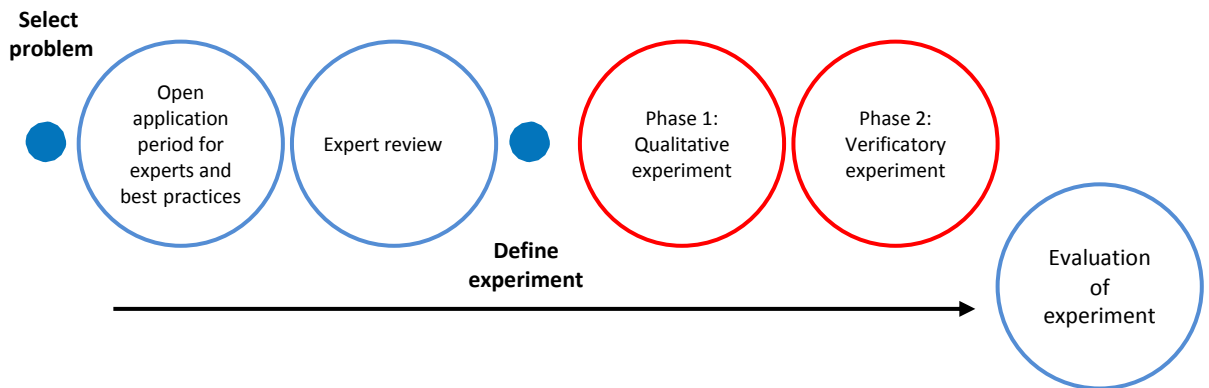 Select
problem
Open
application
period for
experts and
best practices
Expert review
Define
experiment
Phase 1:
Qualitative
experiment
Phase 2:
Verificatory
experiment
Evaluation
of
experiment